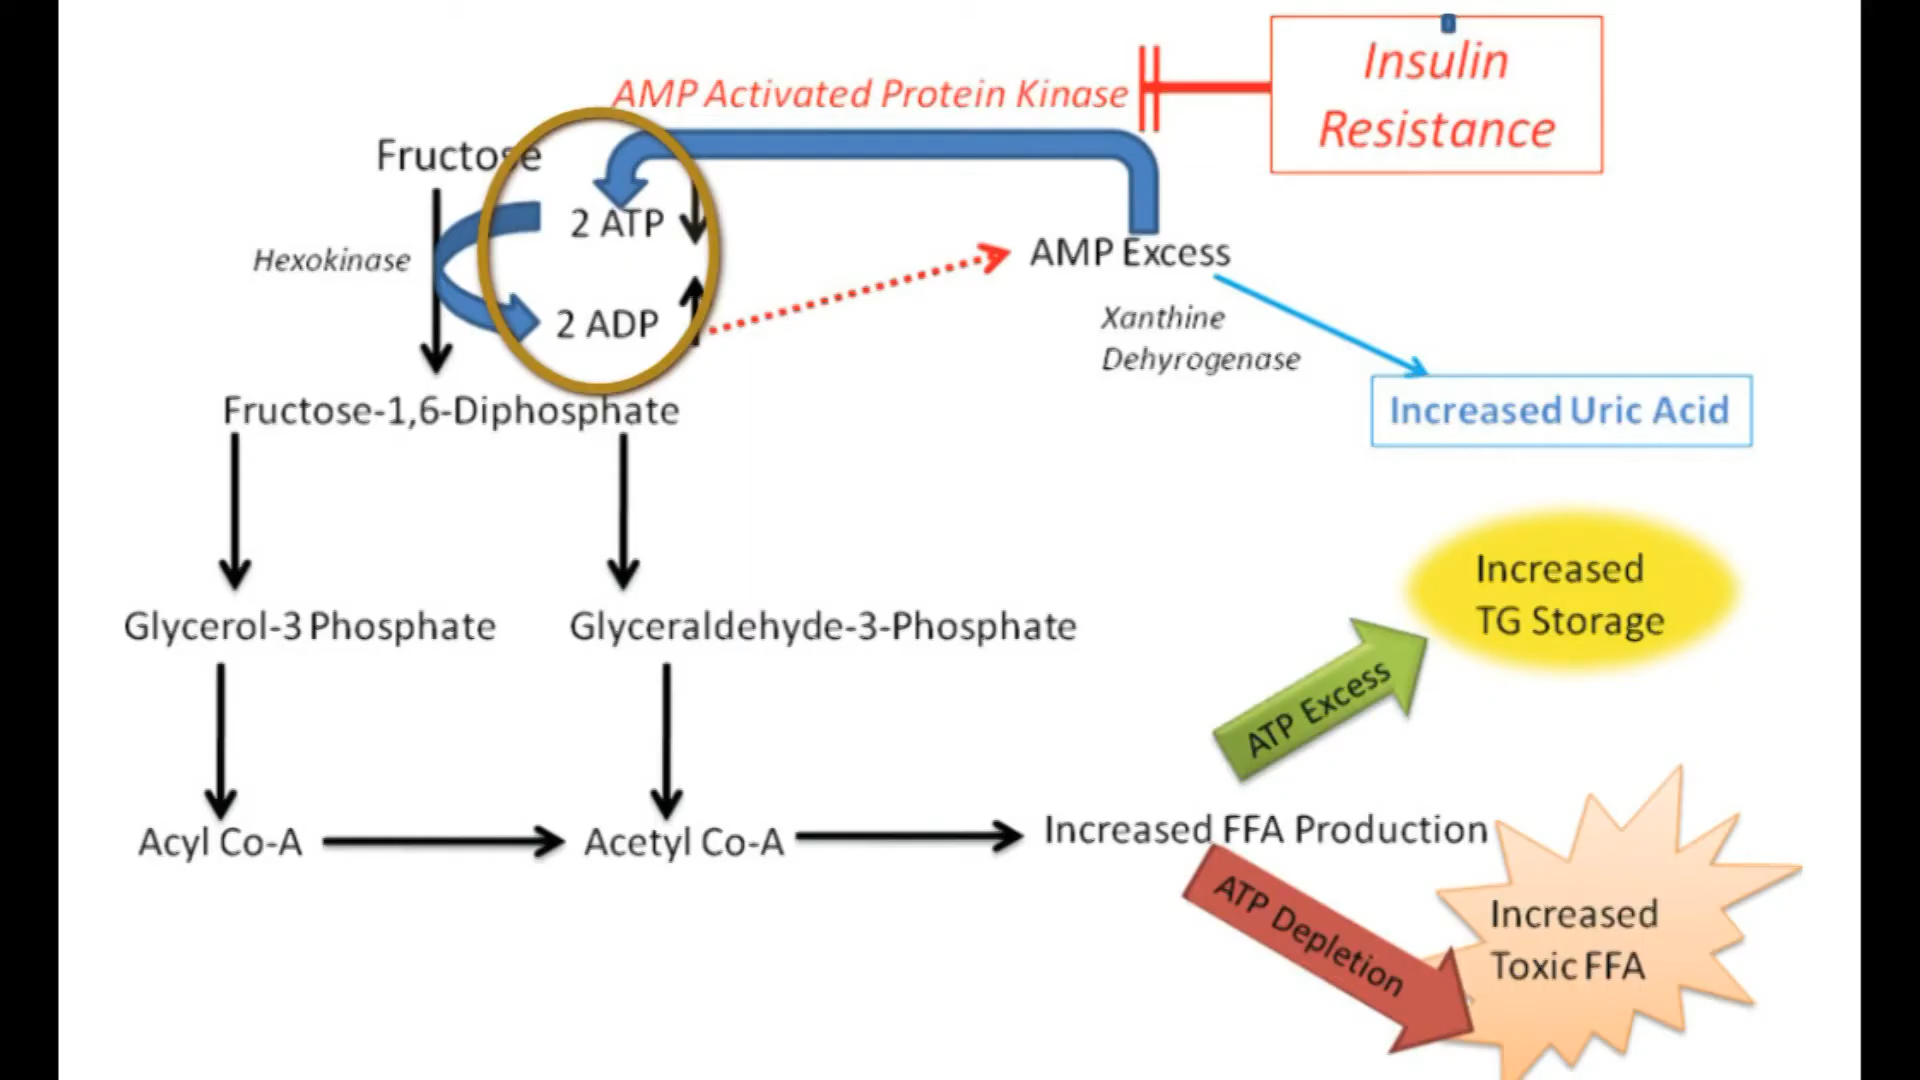 AMP Activated Protein Kinase
Insulin
Resistance
Fructose
2 ATP
Hexokinase
AMP Excess
2 ADP
Xanthine
Dehyrogenase
Fructose-1,6-Diphosphate
Increased Uric Acid
Glycerol-3 Phosphate
Glyceraldehyde-3-Phosphate
Increased
TG Storage
ATP Excess
Acyl Co-A
Acetyl Co-A
Increased FFA Production
ATP Depletion
Increased
Toxic FFA